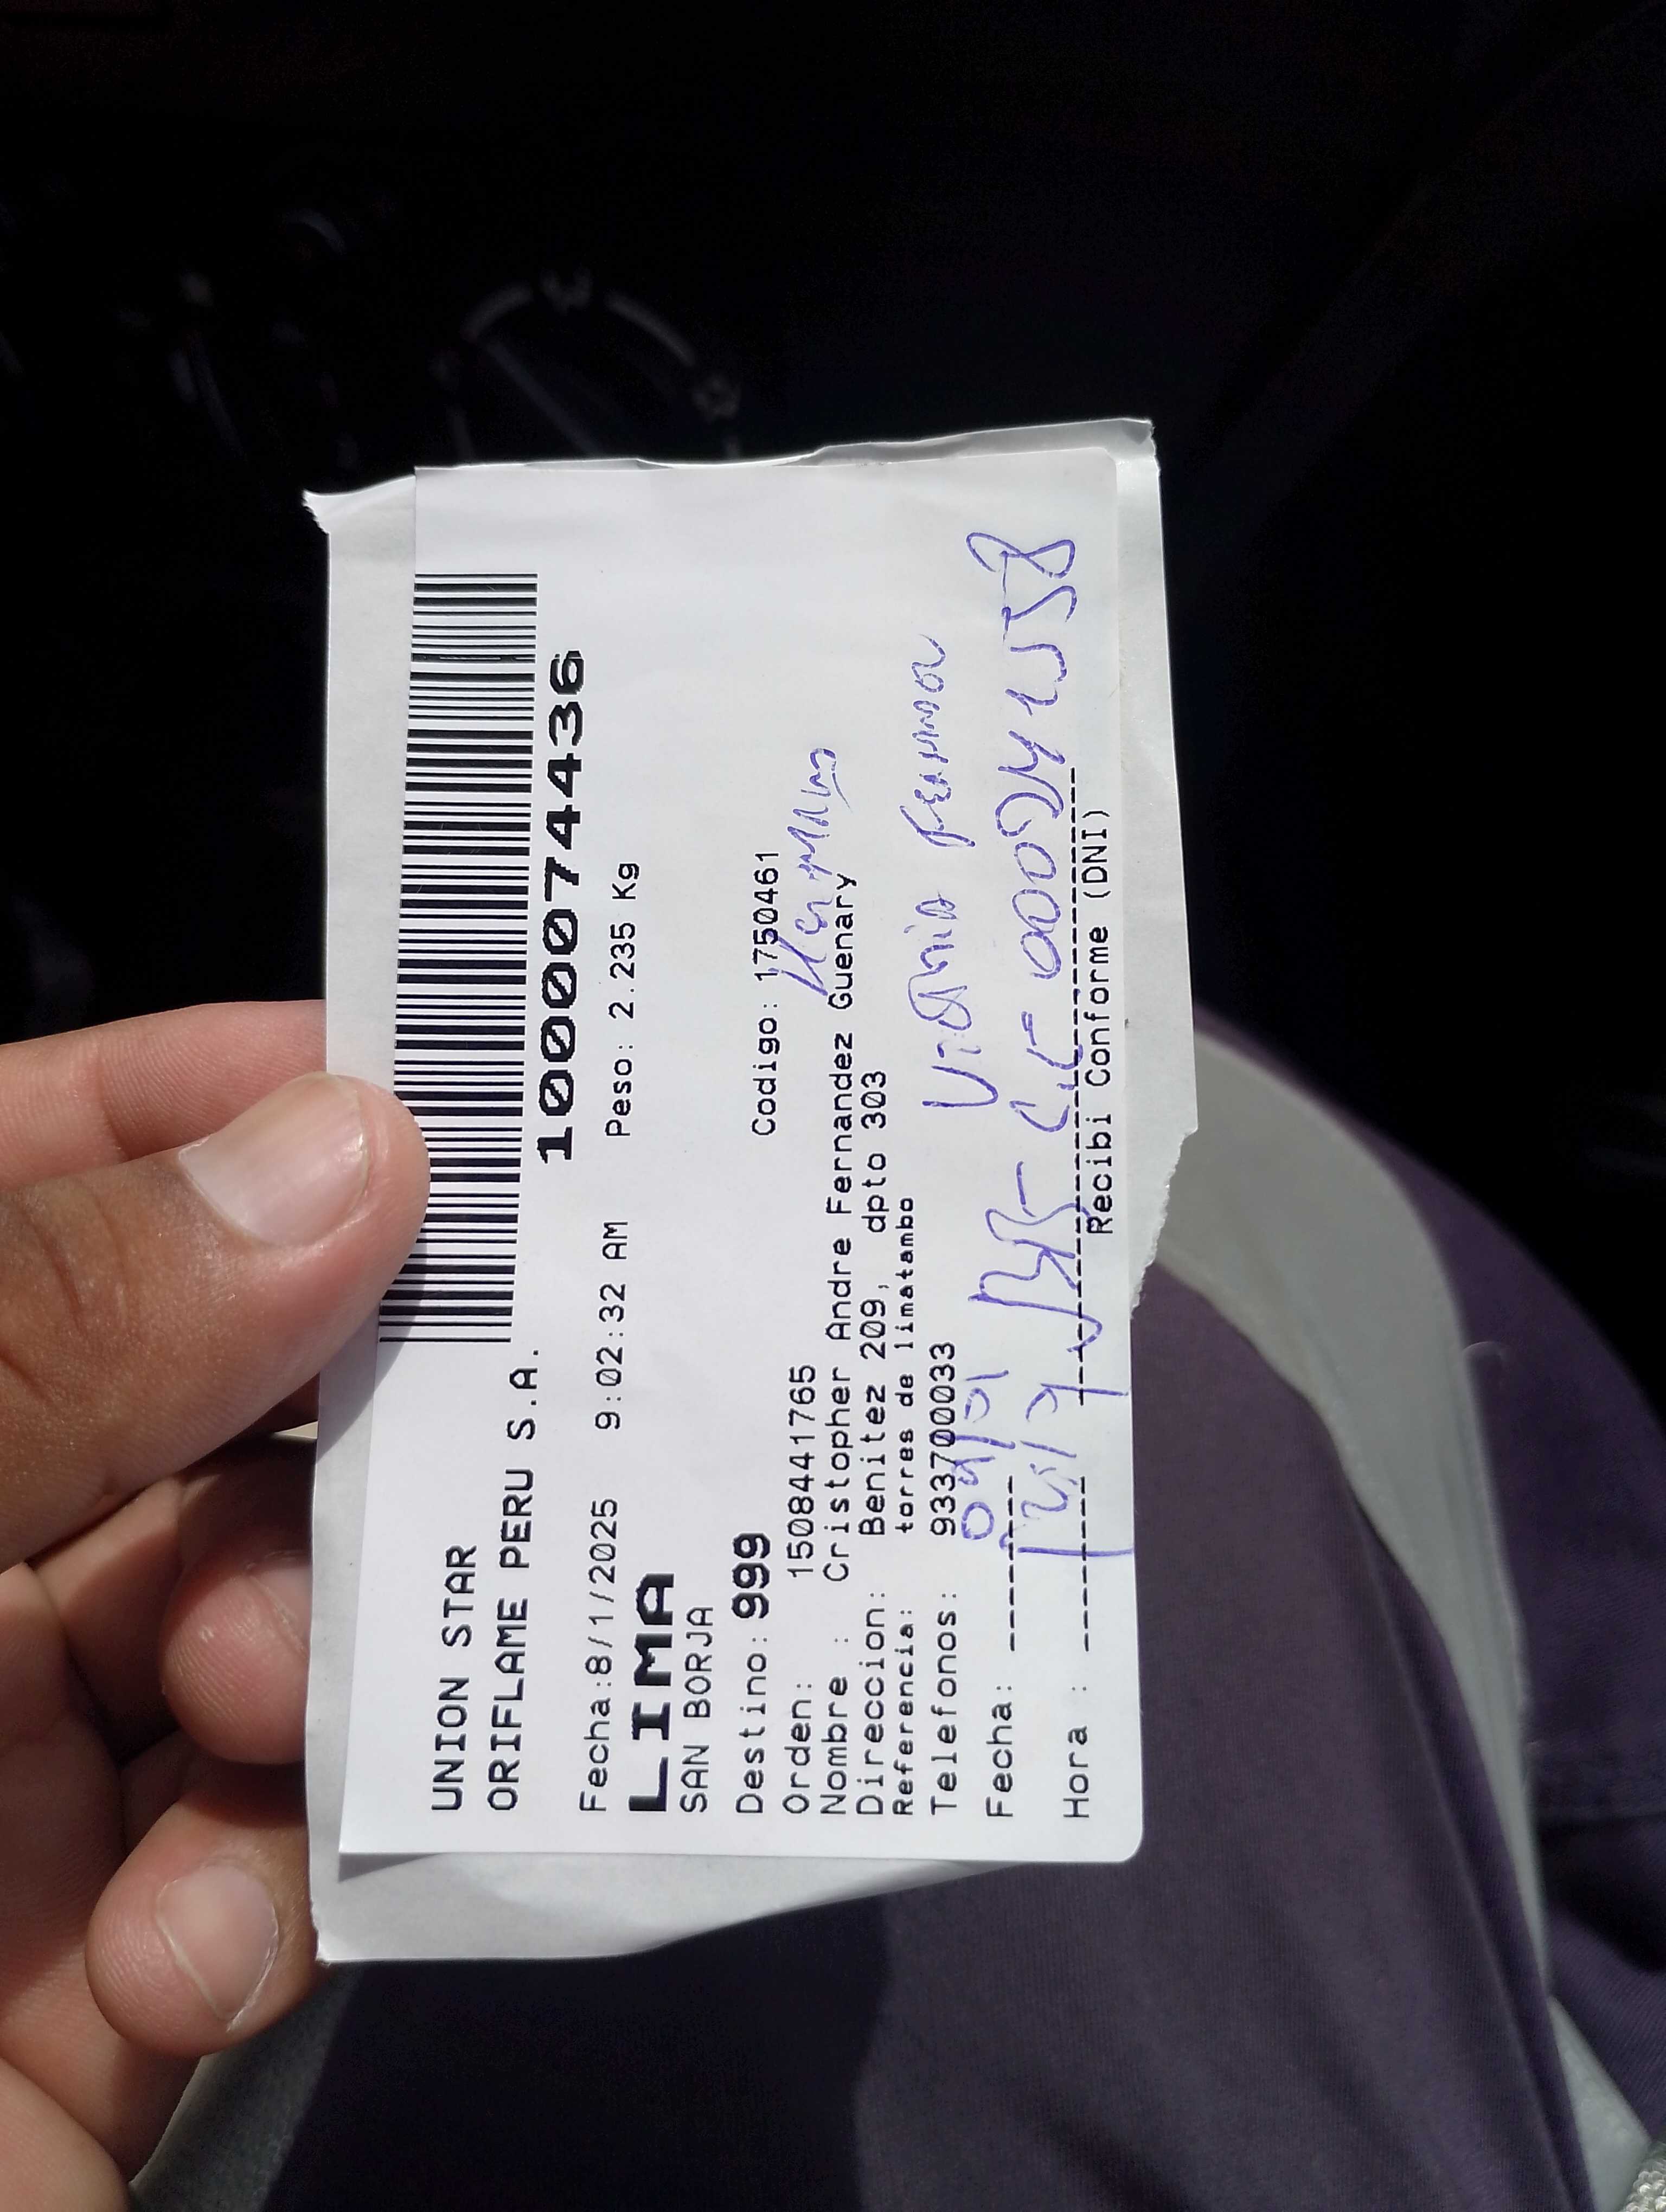 UNION STAR
ORIFLAME PERU S.A.
1000074436
Fecha:8/1/2025 9:02:32 AM Peso: 2.235 Kg
LIMA
SAN BORJA
Destino: 999
Orden: 1508441765 Codigo: 1750461
Nombre : Cristopher Andre Fernandez Guenary
Direccion: Benitez 209, dpto 303
Referencia: torres de limatambo
Telefonos: 933700033
Fecha: 09/01
Hora :
Recibi Conforme (DNI)